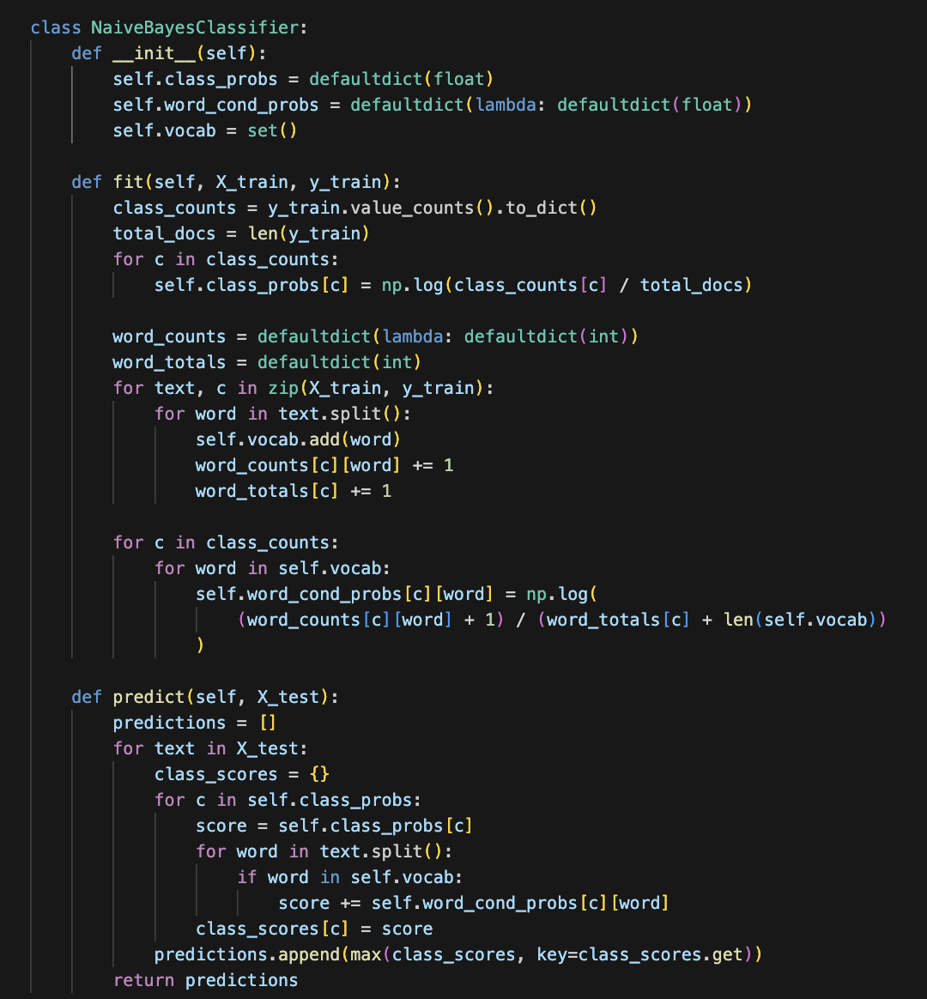 class NaiveBayesClassifier:
    def __init__(self):
        self.class_probs = defaultdict(float)
        self.word_cond_probs = defaultdict(lambda: defaultdict(float))
        self.vocab = set()

    def fit(self, X_train, y_train):
        class_counts = y_train.value_counts().to_dict()
        total_docs = len(y_train)
        for c in class_counts:
            self.class_probs[c] = np.log(class_counts[c] / total_docs)

        word_counts = defaultdict(lambda: defaultdict(int))
        word_totals = defaultdict(int)
        for text, c in zip(X_train, y_train):
            for word in text.split():
                self.vocab.add(word)
                word_counts[c][word] += 1
                word_totals[c] += 1

        for c in class_counts:
            for word in self.vocab:
                self.word_cond_probs[c][word] = np.log(
                    (word_counts[c][word] + 1) / (word_totals[c] + len(self.vocab))
                )

    def predict(self, X_test):
        predictions = []
        for text in X_test:
            class_scores = {}
            for c in self.class_probs:
                score = self.class_probs[c]
                for word in text.split():
                    if word in self.vocab:
                        score += self.word_cond_probs[c][word]
                class_scores[c] = score
            predictions.append(max(class_scores, key=class_scores.get))
        return predictions